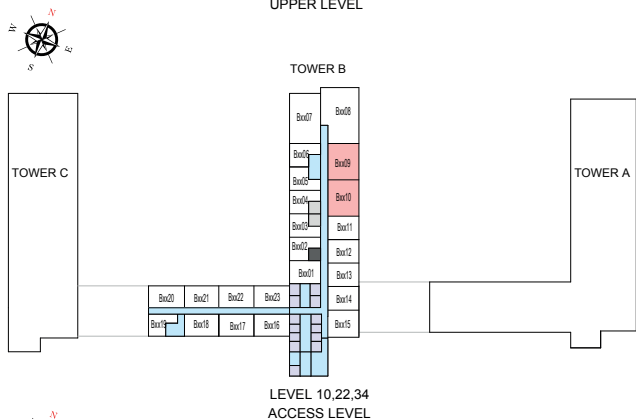 UPPER LEVEL
N
W
E
S
TOWER B
TOWER C
TOWER A
Bxx07
Bxx08
Bxx06
Bxx09
Bxx05
Bxx04
Bxx10
Bxx03
Bxx11
Bxx02
Bxx12
Bxx01
Bxx13
Bxx20
Bxx21
Bxx22
Bxx23
Bxx14
Bxx19
Bxx18
Bxx17
Bxx16
Bxx15
LEVEL 10,22,34
ACCESS LEVEL
N